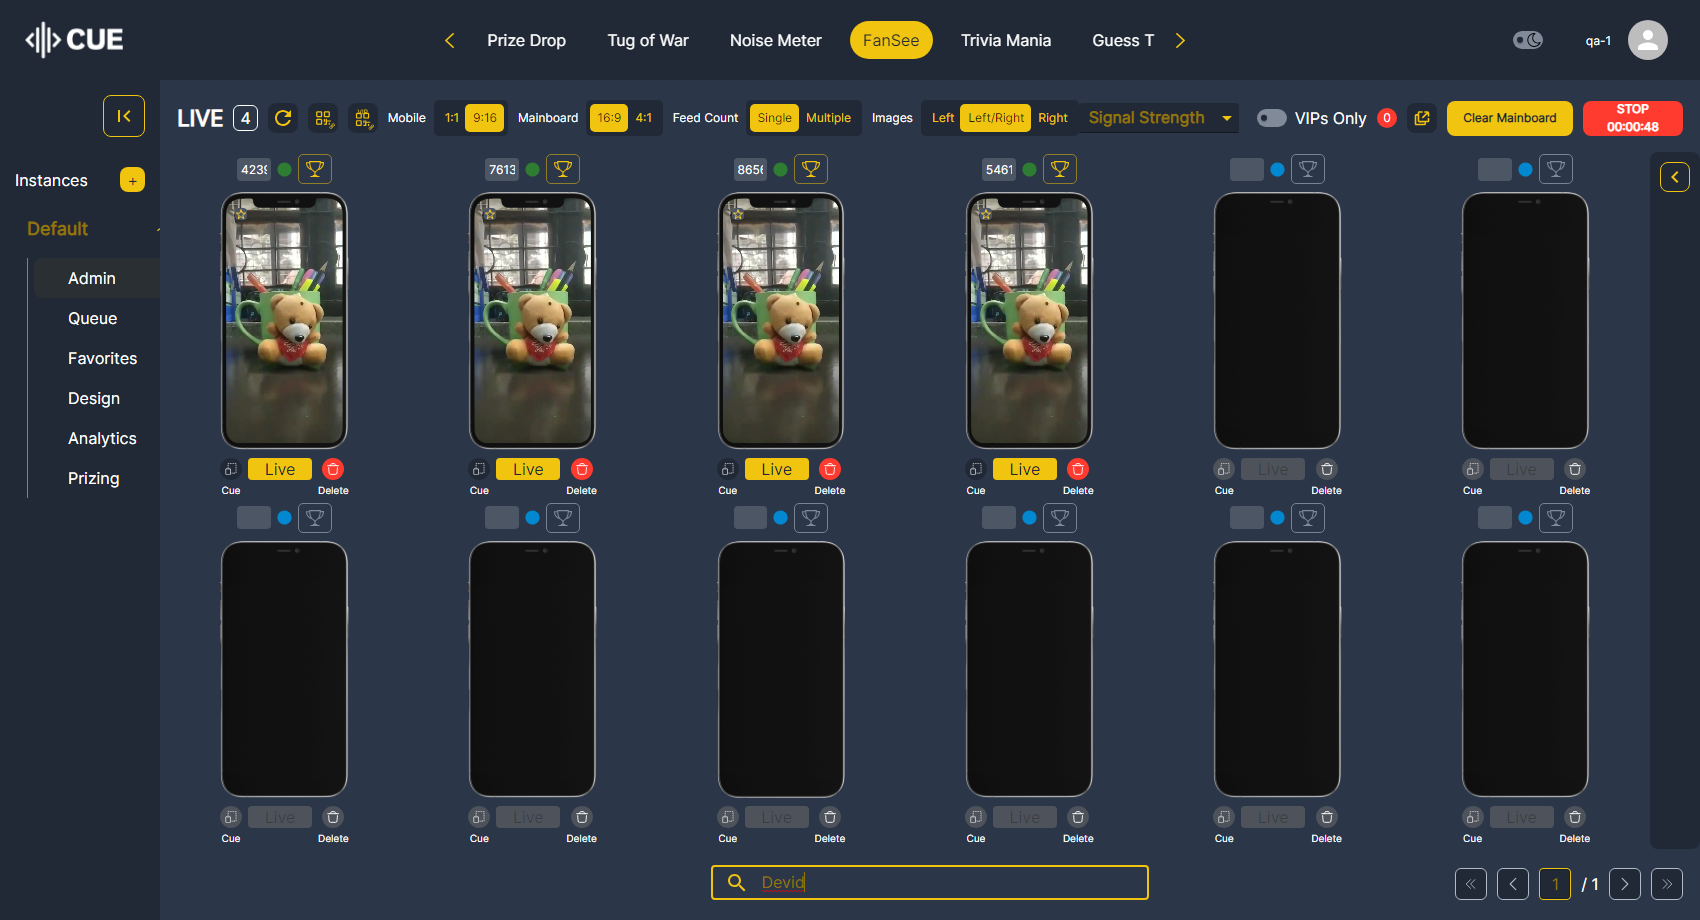 CUE
Prize Drop Tug of War Noise Meter FanSee Trivia Mania Guess T
qa-1
LIVE 4 Mobile 1:1 9:16 Mainboard 16:9 4:1 Feed Count Single Multiple Images Left Left/Right Right Signal Strength VIPs Only 0 Clear Mainboard STOP
00:00:48
Instances +
Default
Admin
Queue
Favorites
Design
Analytics
Prizing
4239 7613 8656 5461
Live Live Live Live Live Live
Cue Delete Cue Delete Cue Delete Cue Delete Cue Delete Cue Delete
Live Live Live Live Live Live
Cue Delete Cue Delete Cue Delete Cue Delete Cue Delete Cue Delete
Devid
1 / 1